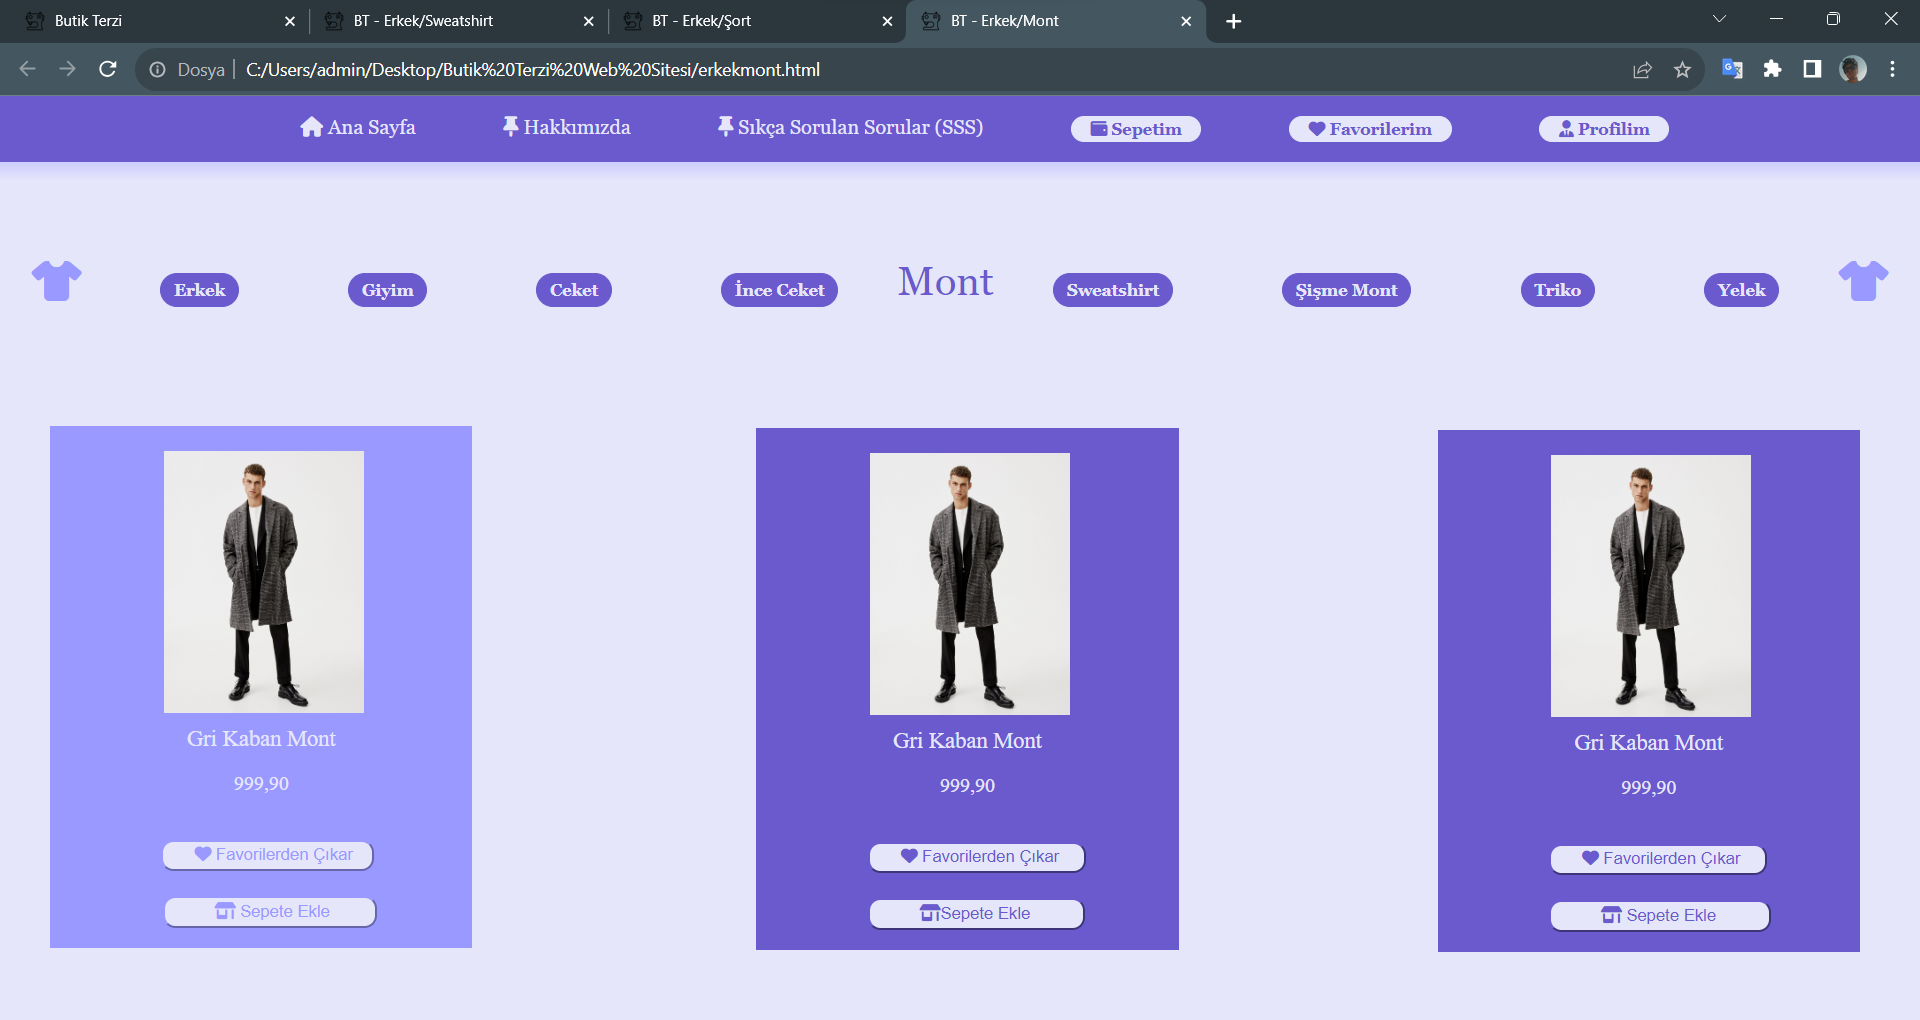 Butik Terzi
BT - Erkek/Sweatshirt
BT - Erkek/Şort
BT - Erkek/Mont
Dosya
C:/Users/admin/Desktop/Butik%20Terzi%20Web%20Sitesi/erkekmont.html
Ana Sayfa
Hakkımızda
Sıkça Sorulan Sorular (SSS)
Sepetim
Favorilerim
Profilim
Erkek
Giyim
Ceket
İnce Ceket
Mont
Sweatshirt
Şişme Mont
Triko
Yelek
Gri Kaban Mont
999,90
Favorilerden Çıkar
Sepete Ekle
Gri Kaban Mont
999,90
Favorilerden Çıkar
Sepete Ekle
Gri Kaban Mont
999,90
Favorilerden Çıkar
Sepete Ekle